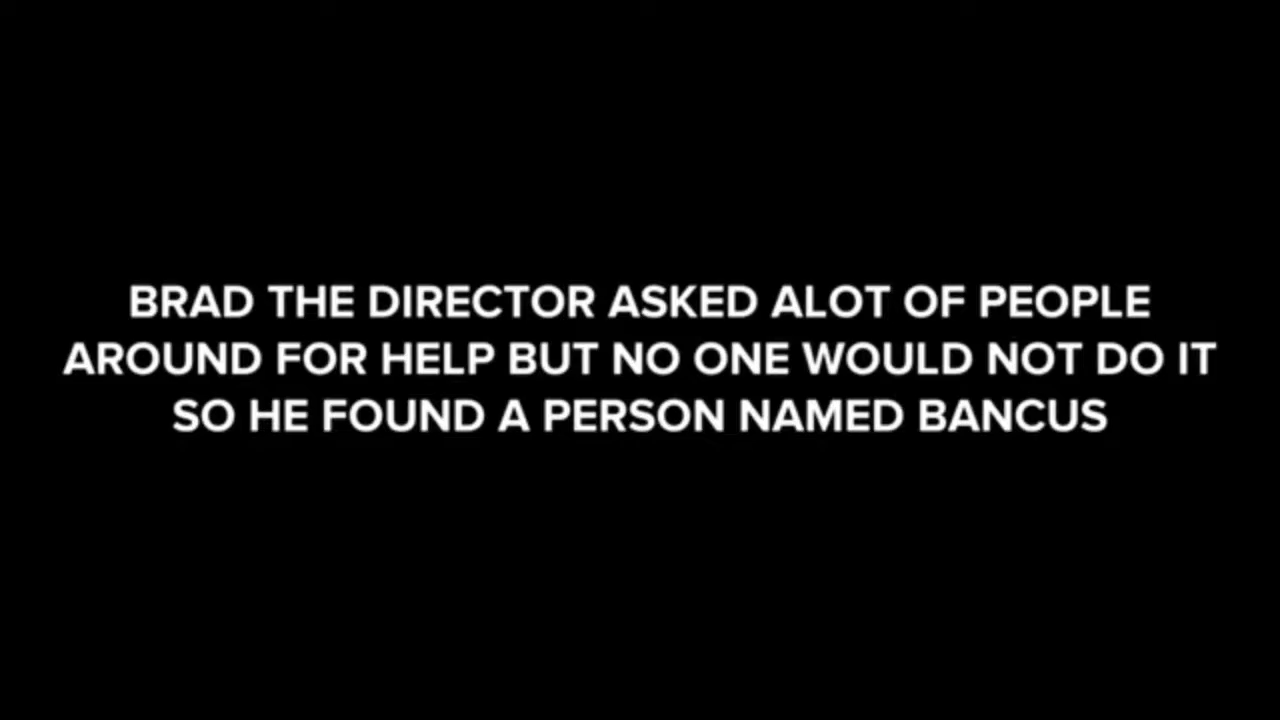 BRAD THE DIRECTOR ASKED ALOT OF PEOPLE
AROUND FOR HELP BUT NO ONE WOULD NOT DO IT
SO HE FOUND A PERSON NAMED BANCUS